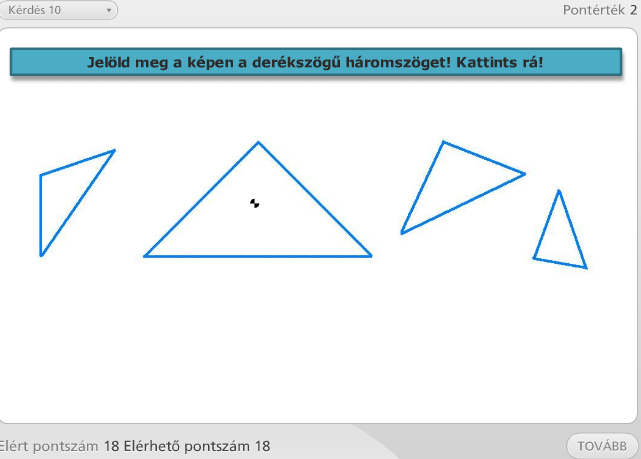 Kérdés 10
Pontérték 2
Jelöld meg a képen a derékszögű háromszöget! Kattints rá!
Elért pontszám 18 Elérhető pontszám 18
TOVÁBB